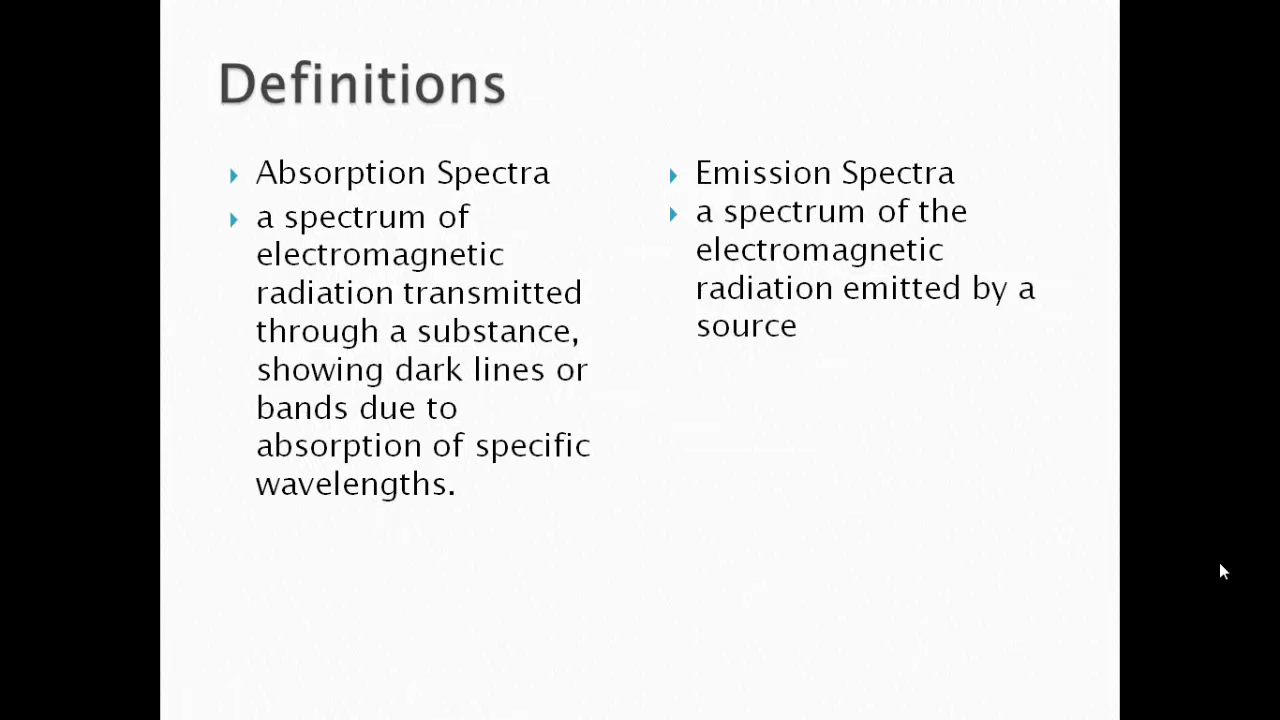 Definitions
Absorption Spectra
a spectrum of
electromagnetic
radiation transmitted
through a substance,
showing dark lines or
bands due to
absorption of specific
wavelengths.
Emission Spectra
a spectrum of the
electromagnetic
radiation emitted by a
source